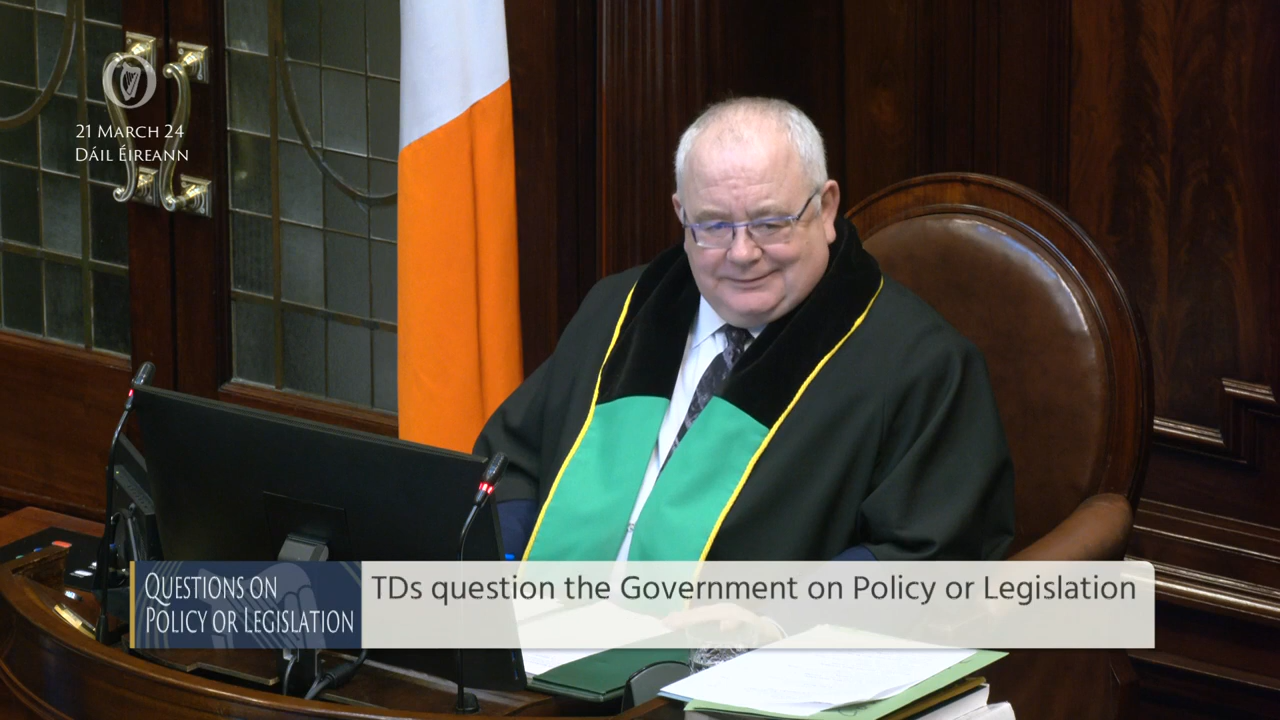 21 March 24
Dáil Éireann
Questions on
Policy or Legislation
TDs question the Government on Policy or Legislation